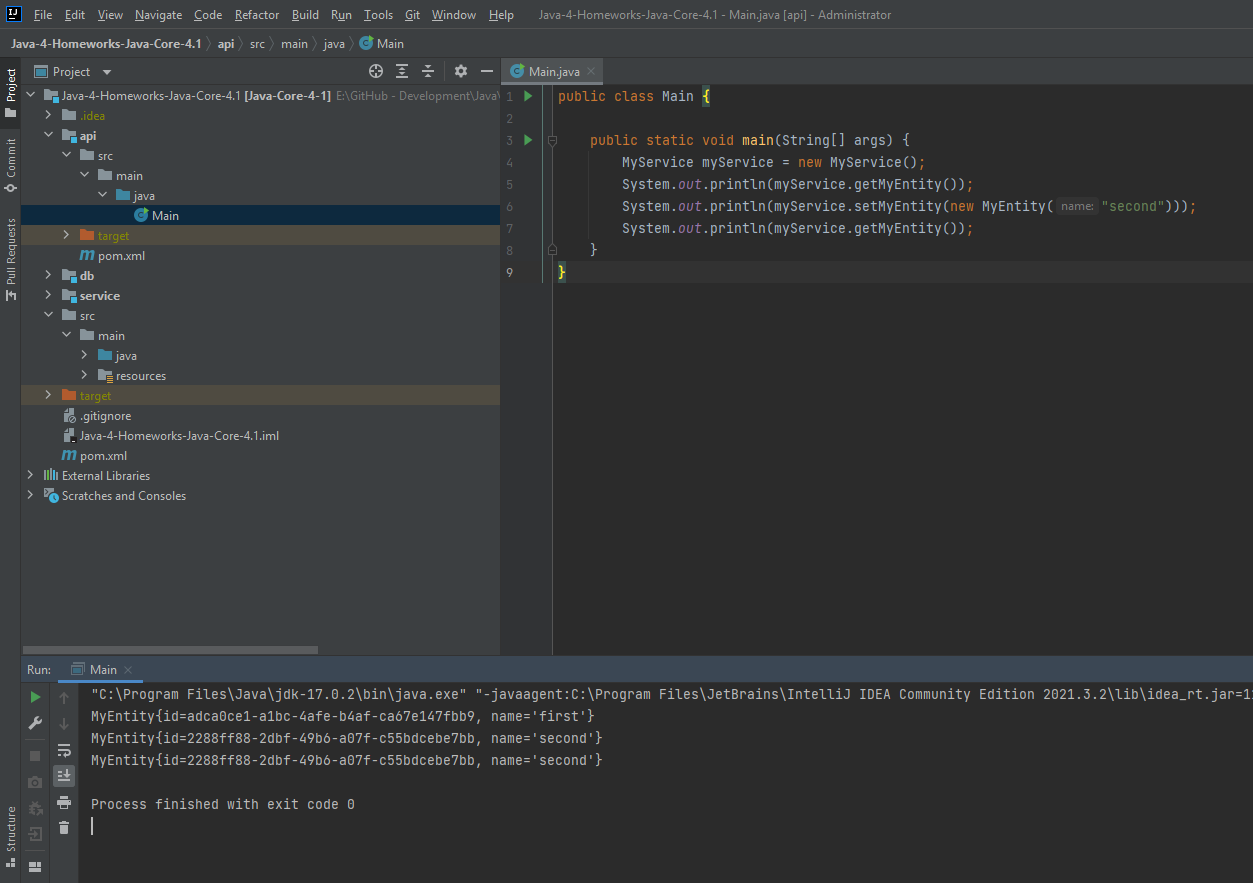 File Edit View Navigate Code Refactor Build Run Tools Git Window Help Java-4-Homeworks-Java-Core-4.1 - Main.java [api] - Administrator
Java-4-Homeworks-Java-Core-4.1 api src main java Main
Project
Commit
Pull Requests
Structure
Project
Java-4-Homeworks-Java-Core-4.1 [Java-Core-4-1] E:\GitHub - Development\Java\
.idea
api
src
main
java
Main
target
pom.xml
db
service
src
main
java
resources
target
.gitignore
Java-4-Homeworks-Java-Core-4.1.iml
pom.xml
External Libraries
Scratches and Consoles
Main.java
1 public class Main {
2
3 public static void main(String[] args) {
4 MyService myService = new MyService();
5 System.out.println(myService.getMyEntity());
6 System.out.println(myService.setMyEntity(new MyEntity( name: "second")));
7 System.out.println(myService.getMyEntity());
8 }
9 }
Run: Main
"C:\Program Files\Java\jdk-17.0.2\bin\java.exe" "-javaagent:C:\Program Files\JetBrains\IntelliJ IDEA Community Edition 2021.3.2\lib\idea_rt.jar=1
MyEntity{id=adca0ce1-a1bc-4afe-b4af-ca67e147fbb9, name='first'}
MyEntity{id=2288ff88-2dbf-49b6-a07f-c55bdcebe7bb, name='second'}
MyEntity{id=2288ff88-2dbf-49b6-a07f-c55bdcebe7bb, name='second'}
Process finished with exit code 0